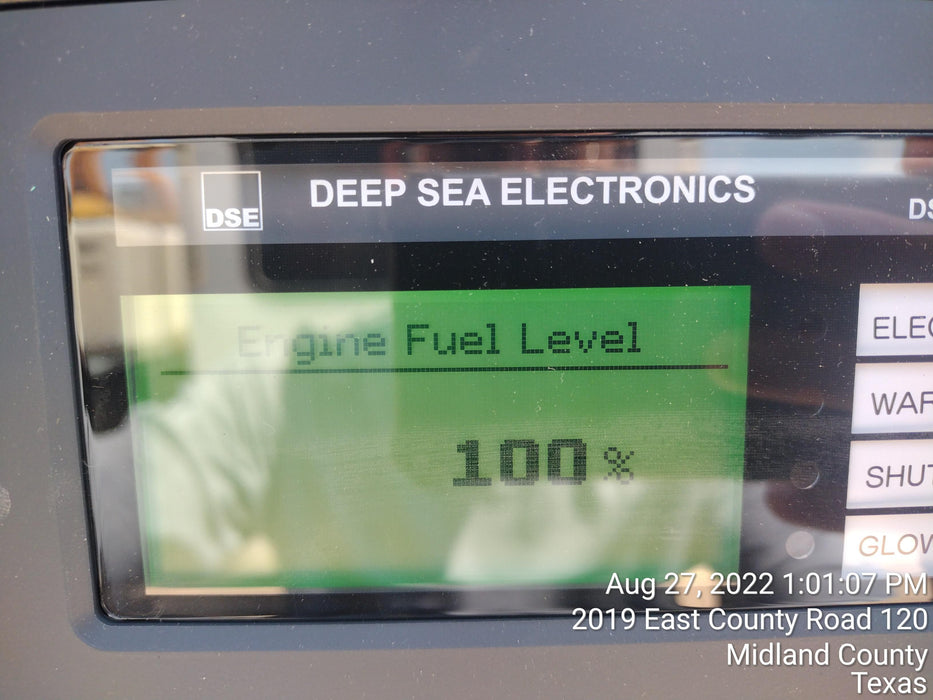 DSE
DEEP SEA ELECTRONICS
Engine Fuel Level
100 %
Aug 27, 2022 1:01:07 PM
2019 East County Road 120
Midland County
Texas